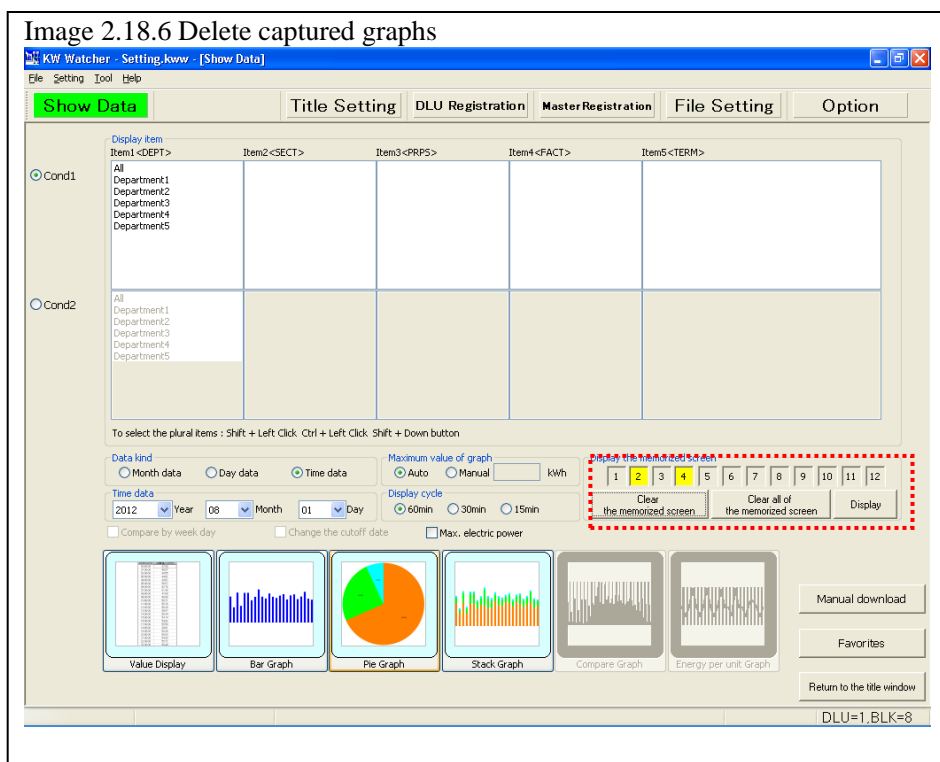 Image 2.18.6 Delete captured graphs
KW Watcher - Setting.kww - [Show Data]
File Setting Tool Help
Show Data Title Setting DLU Registration Master Registration File Setting Option
Display item
Item1<DEPT> Item2<SECT> Item3<PRPS> Item4<FACT> Item5<TERM>
Cond1
All
Department1
Department2
Department3
Department4
Department5
Cond2
All
Department1
Department2
Department3
Department4
Department5
To select the plural items : Shift + Left Click Ctrl + Left Click Shift + Down button
Data kind Maximum value of graph Display the memorized screen
Month data Day data Time data Auto Manual kWh 1 2 3 4 5 6 7 8 9 10 11 12
Time data Display cycle
Clear the memorized screen
Clear all of the memorized screen
Display
2012 Year 08 Month 01 Day 60min 30min 15min
Compare by week day Change the cutoff date Max. electric power
Value Display Bar Graph Pie Graph Stack Graph Compare Graph Energy per unit Graph
Manual download
Favorites
Return to the title window
DLU=1,BLK=8